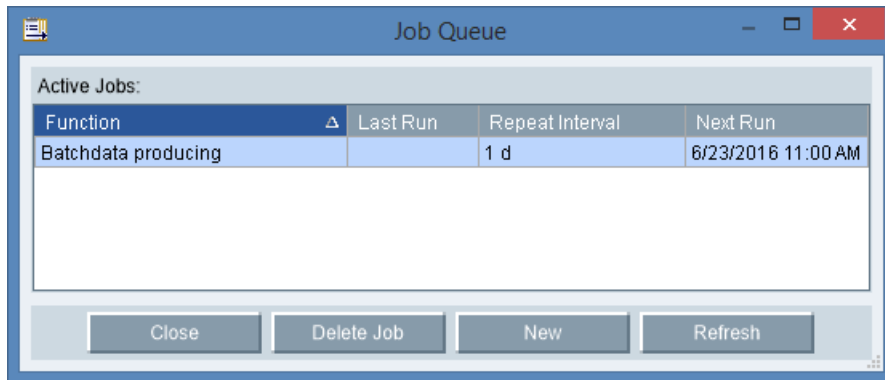 Job Queue
Active Jobs:
Function Last Run Repeat Interval Next Run
Batchdata producing 1 d 6/23/2016 11:00 AM
Close Delete Job New Refresh